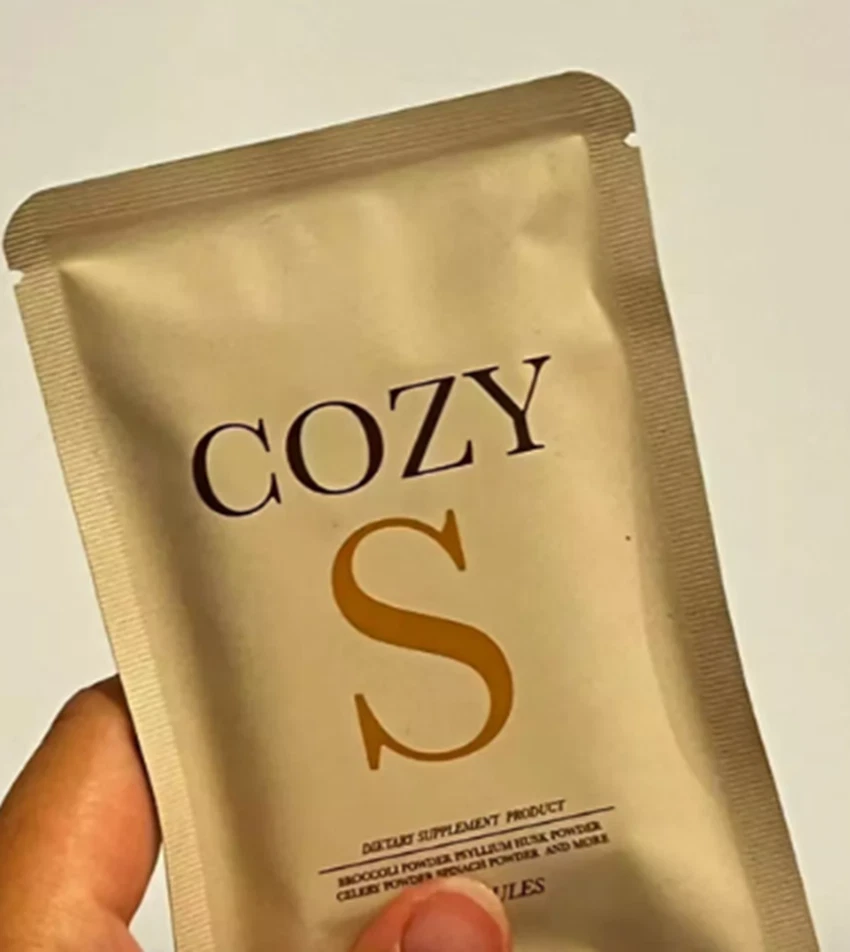 COZY
S
DIETARY SUPPLEMENT PRODUCT
BROCCOLI POWDER PSYLLIUM HUSK POWDER
CELERY POWDER SPINACH POWDER AND MORE